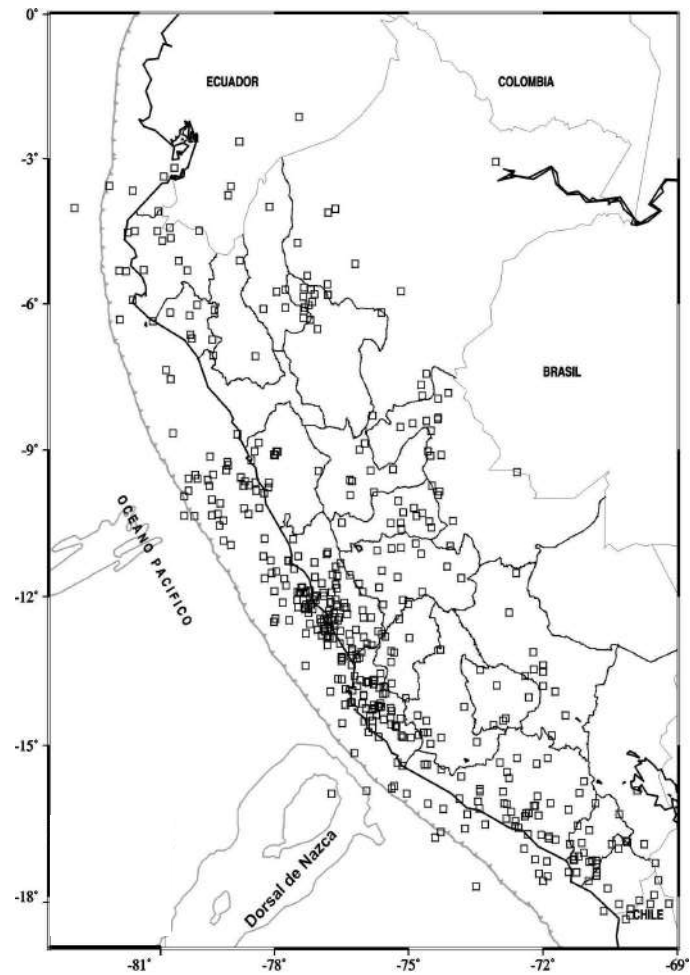 0°
ECUADOR
COLOMBIA
-3°
-6°
BRASIL
-9°
OCEANO PACIFICO
-12°
-15°
Dorsal de Nazca
-18°
CHILE
-81°
-78°
-75°
-72°
-69°